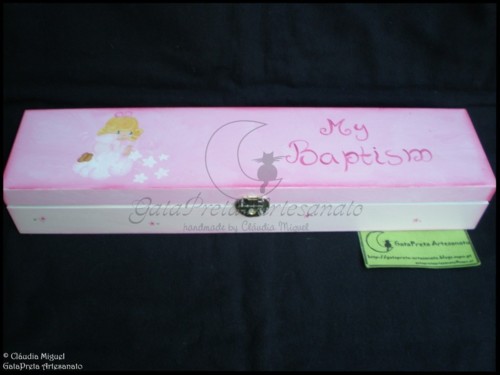 My
Baptism
GataPreta Artesanato
handmade by Cláudia Miguel
GataPreta Artesanato
© Cláudia Miguel
GataPreta Artesanato